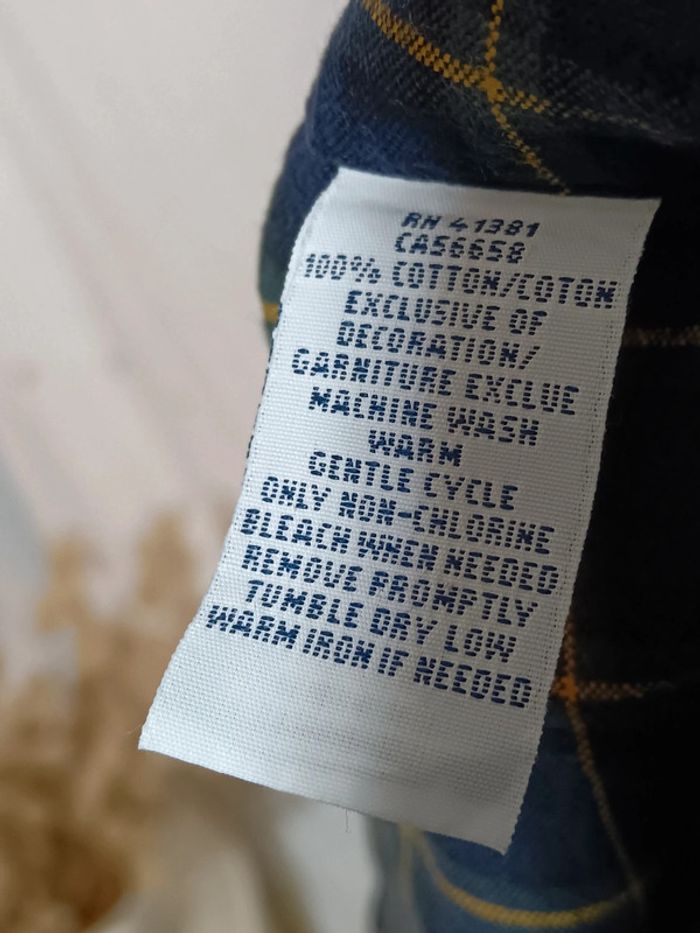 RN 41381
CA56658
100% COTTON/COTON
EXCLUSIVE OF
DECORATION/
GARNITURE EXCLUE
MACHINE WASH
WARM
GENTLE CYCLE
ONLY NON-CHLORINE
BLEACH WHEN NEEDED
REMOVE PROMPTLY
TUMBLE DRY LOW
WARM IRON IF NEEDED